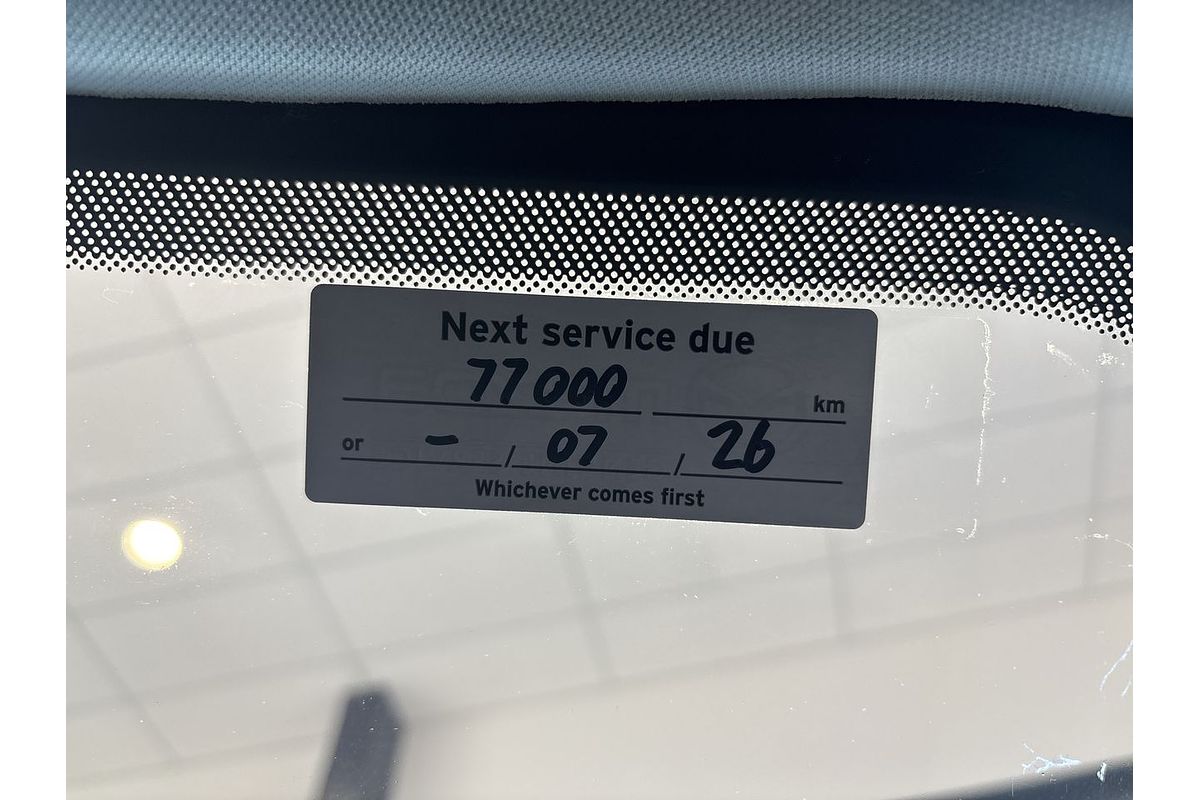 Next service due
77000 km
or - / 07 / 26
Whichever comes first